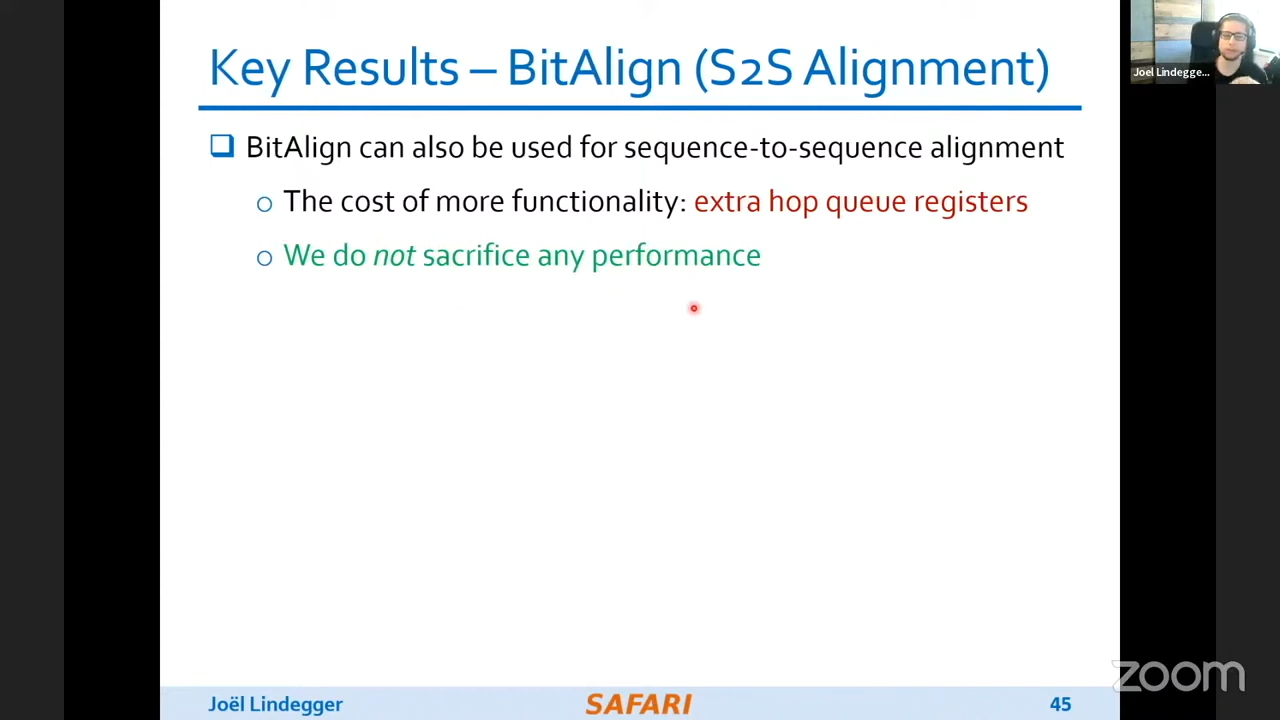 Key Results – BitAlign (S2S Alignment)
Joel Lindegge...
BitAlign can also be used for sequence-to-sequence alignment
The cost of more functionality: extra hop queue registers
We do not sacrifice any performance
zoom
Joël Lindegger
SAFARI
45